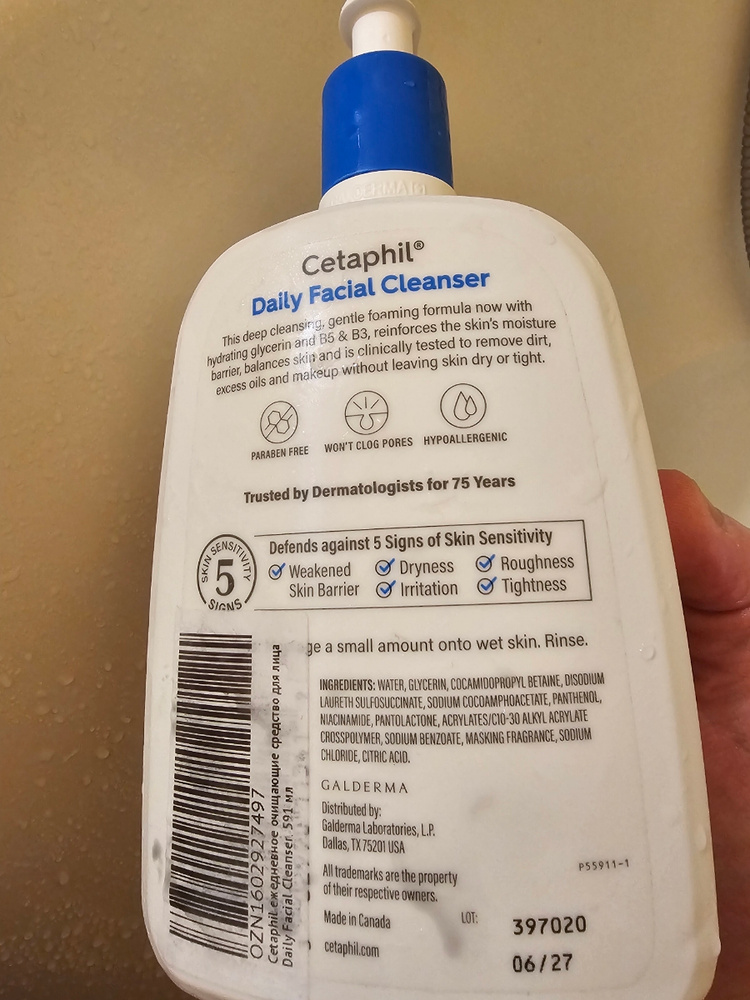 Cetaphil®
Daily Facial Cleanser
This deep cleansing, gentle foaming formula now with
hydrating glycerin and B5 & B3, reinforces the skin's moisture
barrier, balances skin and is clinically tested to remove dirt,
excess oils and makeup without leaving skin dry or tight.
PARABEN FREE
WON'T CLOG PORES
HYPOALLERGENIC
Trusted by Dermatologists for 75 Years
SKIN SENSITIVITY
5
SIGNS
Defends against 5 Signs of Skin Sensitivity
Weakened
Skin Barrier
Dryness
Irritation
Roughness
Tightness
ge a small amount onto wet skin. Rinse.
INGREDIENTS: WATER, GLYCERIN, COCAMIDOPROPYL BETAINE, DISODIUM
LAURETH SULFOSUCCINATE, SODIUM COCOAMPHOACETATE, PANTHENOL,
NIACINAMIDE, PANTOLACTONE, ACRYLATES/C10-30 ALKYL ACRYLATE
CROSSPOLYMER, SODIUM BENZOATE, MASKING FRAGRANCE, SODIUM
CHLORIDE, CITRIC ACID.
GALDERMA
Distributed by:
Galderma Laboratories, L.P.
Dallas, TX 75201 USA
P55911-1
All trademarks are the property
of their respective owners.
Made in Canada
LOT:
397020
cetaphil.com
06/27
OZN1602927497
Cetaphil ежедневное очищающие средство для лица
Daily Facial Cleanser. 591 мл